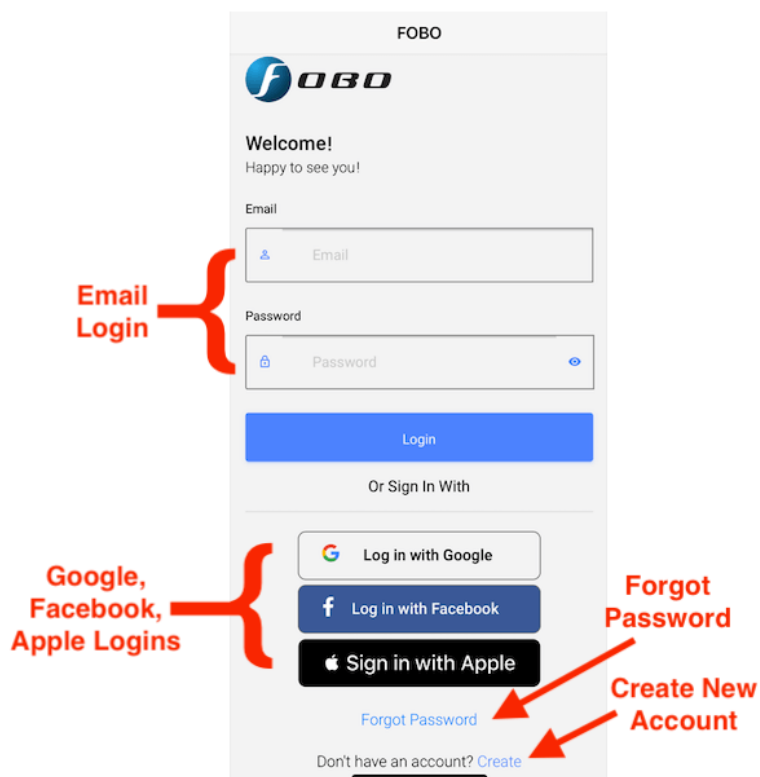 FOBO
FOBO
Welcome!
Happy to see you!
Email
Email
Email
Login
Password
Password
Login
Or Sign In With
Log in with Google
Google,
Facebook,
Apple Logins
f Log in with Facebook
Sign in with Apple
Forgot
Password
Forgot Password
Create New
Account
Don't have an account? Create